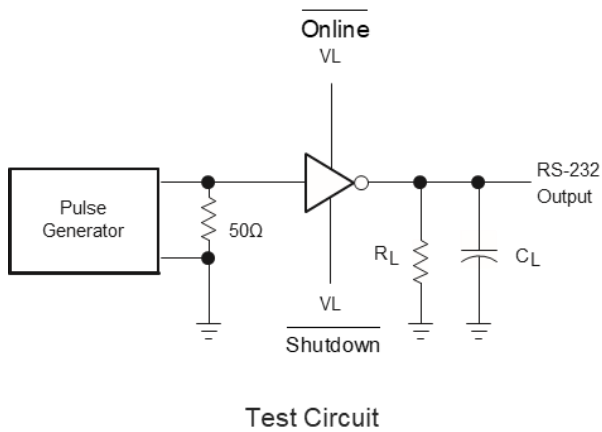 Online
VL
Pulse
Generator
50Ω
RS-232
Output
RL
CL
VL
Shutdown
Test Circuit